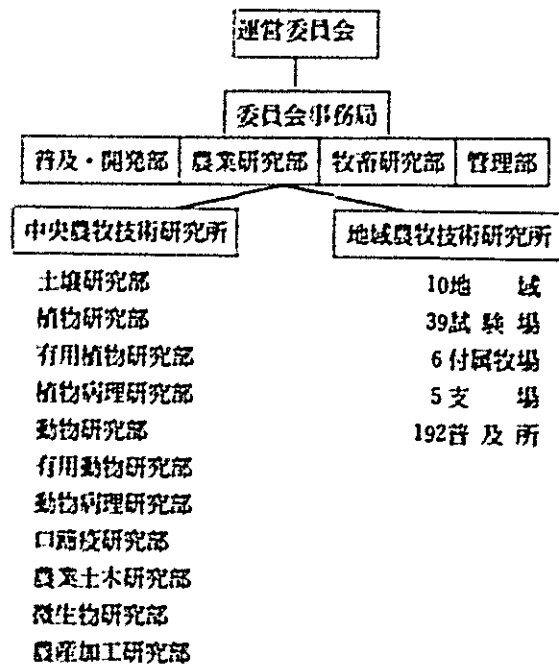 運営委員会
委員会事務局
普及・開発部 農業研究部 牧畜研究部 管理部
中央農牧技術研究所
土壌研究部
植物研究部
有用植物研究部
植物病理研究部
動物研究部
有用動物研究部
動物病理研究部
口蹄疫研究部
農業土木研究部
微生物研究部
農産加工研究部
地域農牧技術研究所
10地 域
39試験場
6付属牧場
5支 場
192普及所